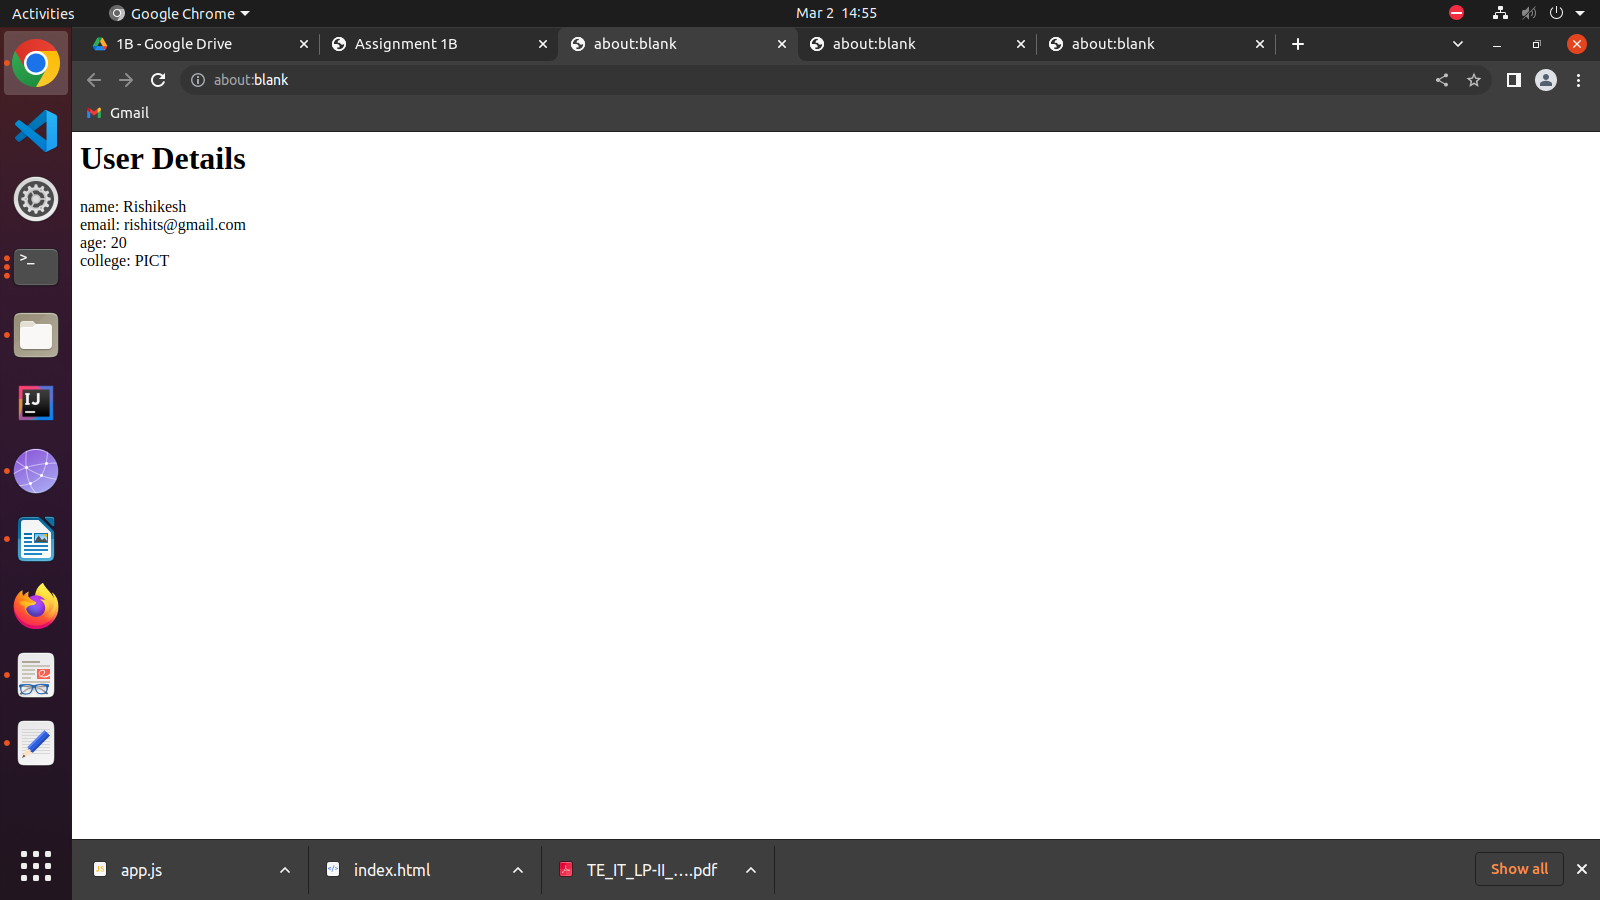 Activities
Google Chrome
Mar 2 14:55
1B - Google Drive
Assignment 1B
about:blank
about:blank
about:blank
about:blank
Gmail
User Details
name: Rishikesh
email: rishits@gmail.com
age: 20
college: PICT
>_
IJ
app.js
index.html
TE_IT_LP-II_....pdf
Show all